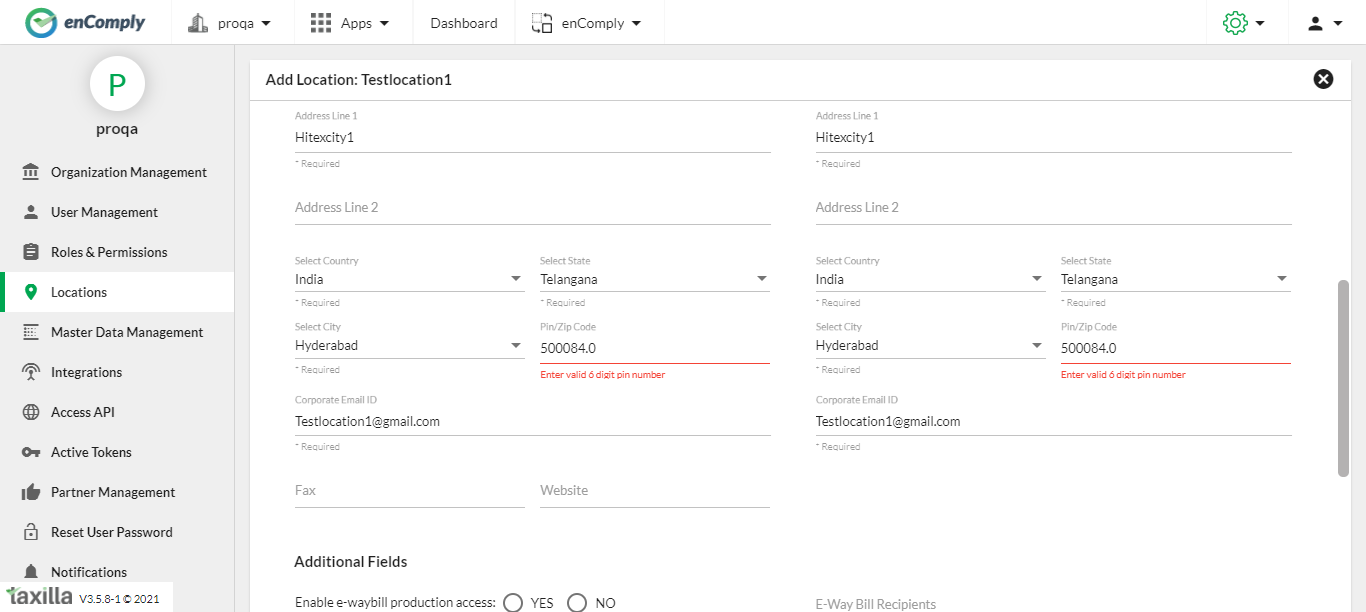 enComply
proqa
Apps
Dashboard
enComply
P
proqa
Organization Management
User Management
Roles & Permissions
Locations
Master Data Management
Integrations
Access API
Active Tokens
Partner Management
Reset User Password
Notifications
taxilla V3.5.8-1 © 2021
Add Location: Testlocation1
Address Line 1 Address Line 1
Hitexcity1 Hitexcity1
* Required * Required
Address Line 2 Address Line 2
Select Country Select State Select Country Select State
India Telangana India Telangana
* Required * Required * Required * Required
Select City Pin/Zip Code Select City Pin/Zip Code
Hyderabad 500084.0 Hyderabad 500084.0
* Required Enter valid 6 digit pin number * Required Enter valid 6 digit pin number
Corporate Email ID Corporate Email ID
Testlocation1@gmail.com Testlocation1@gmail.com
* Required * Required
Fax Website
Additional Fields
Enable e-waybill production access: YES NO E-Way Bill Recipients